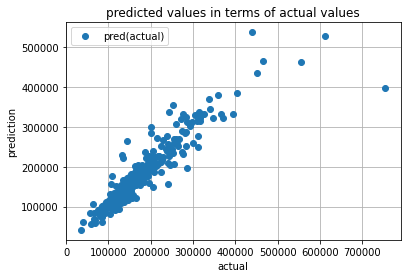 predicted values in terms of actual values
pred(actual)
500000
400000
300000
200000
100000
prediction
0 100000 200000 300000 400000 500000 600000 700000
actual